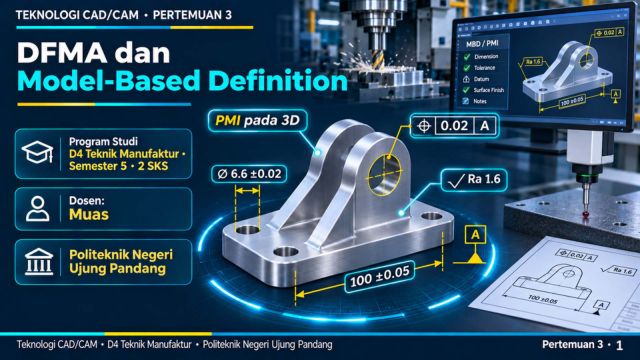 TEKNOLOGI CAD/CAM • PERTEMUAN 3
DFMA dan
Model-Based Definition
Program Studi
D4 Teknik Manufaktur •
Semester 5 • 2 SKS
Dosen:
Muas
Politeknik Negeri
Ujung Pandang
PMI pada 3D
⌀ 6.6 ±0.02
⌖ 0.02 A
√ Ra 1.6
A
100 ±0.05
MBD / PMI
Dimension
Tolerance
Datum
Surface Finish
Notes
⌖ 0.02 A
Ra 1.6
100 ±0.05
A
⌖ 0.02 A
Ra 1.6
100 ±0.05
A
Teknologi CAD/CAM • D4 Teknik Manufaktur • Politeknik Negeri Ujung Pandang
Pertemuan 3 • 1